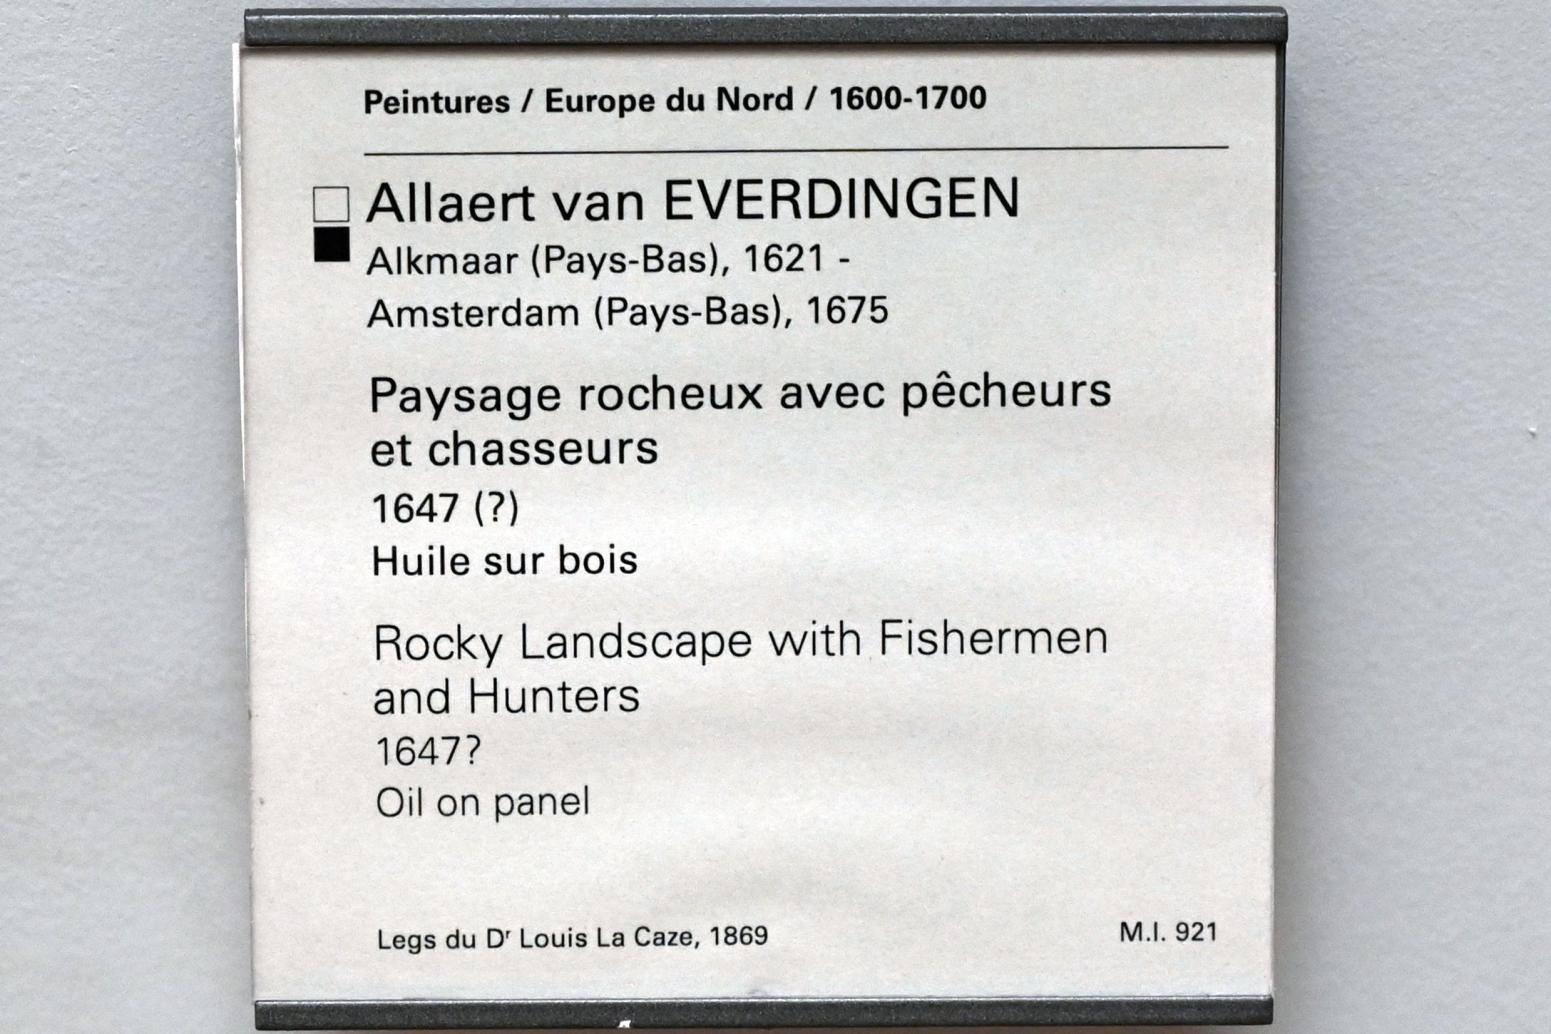 Peintures / Europe du Nord / 1600-1700
Allaert van EVERDINGEN
Alkmaar (Pays-Bas), 1621 -
Amsterdam (Pays-Bas), 1675
Paysage rocheux avec pêcheurs
et chasseurs
1647 (?)
Huile sur bois
Rocky Landscape with Fishermen
and Hunters
1647?
Oil on panel
Legs du Dʳ Louis La Caze, 1869
M.I. 921